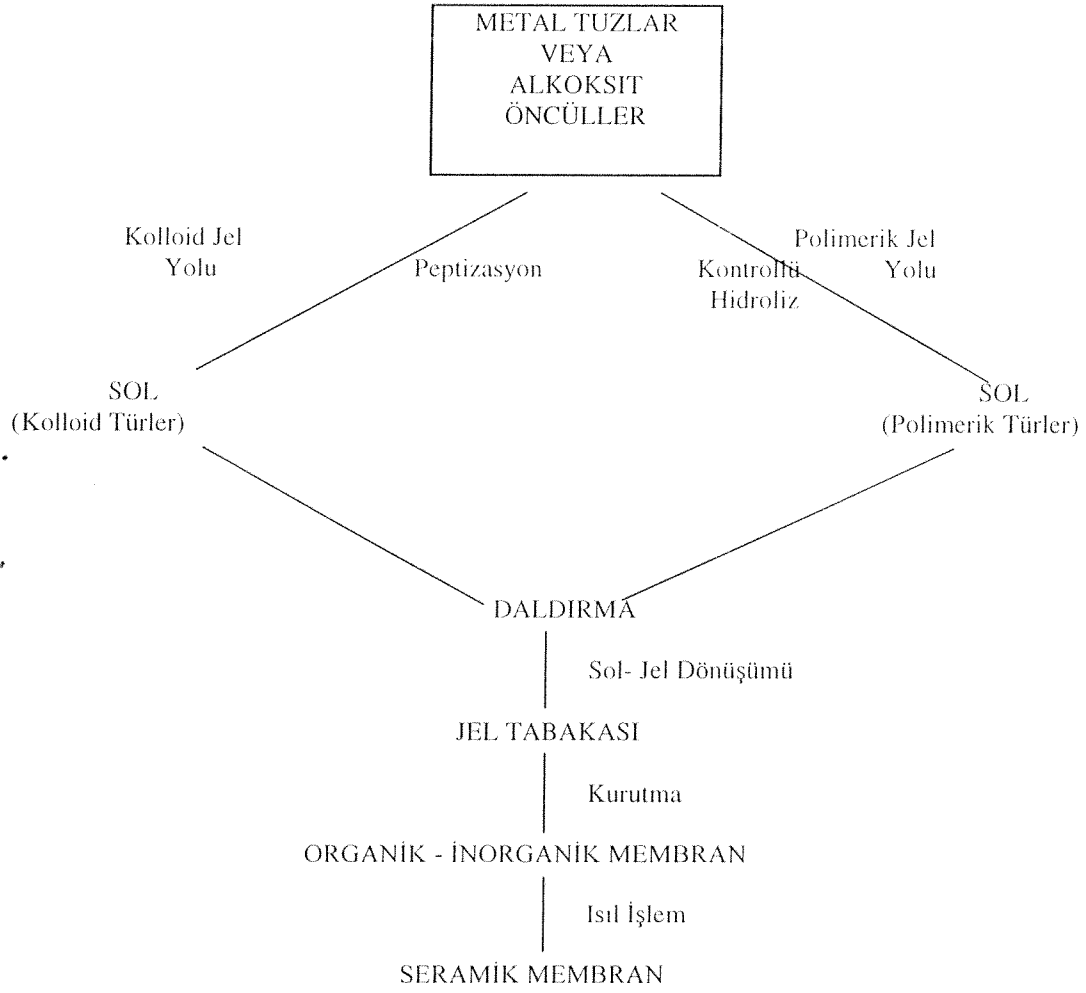 METAL TUZLAR
VEYA
ALKOKSIT
ÖNCÜLLER
Kolloid Jel
Yolu
Peptizasyon
Kontrollü
Hidroliz
Polimerik Jel
Yolu
SOL
(Kolloid Türler)
SOL
(Polimerik Türler)
DALDIRMA
Sol- Jel Dönüşümü
JEL TABAKASI
Kurutma
ORGANİK - İNORGANİK MEMBRAN
Isıl İşlem
SERAMİK MEMBRAN